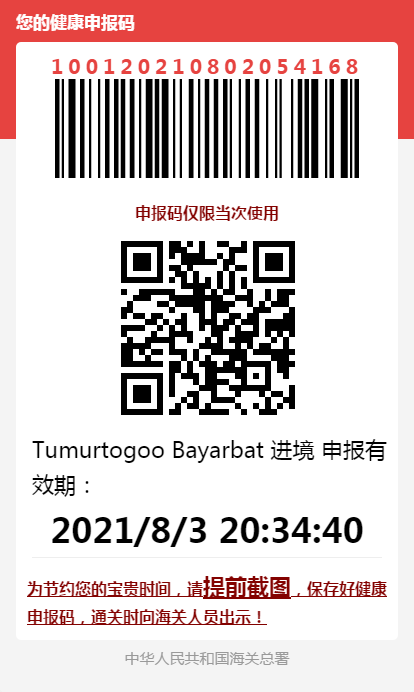 您的健康申报码
100120210802054168
申报码仅限当次使用
Tumurtogoo Bayarbat 进境 申报有
效期：
2021/8/3 20:34:40
为节约您的宝贵时间，请提前截图，保存好健康
申报码，通关时向海关人员出示！
中华人民共和国海关总署